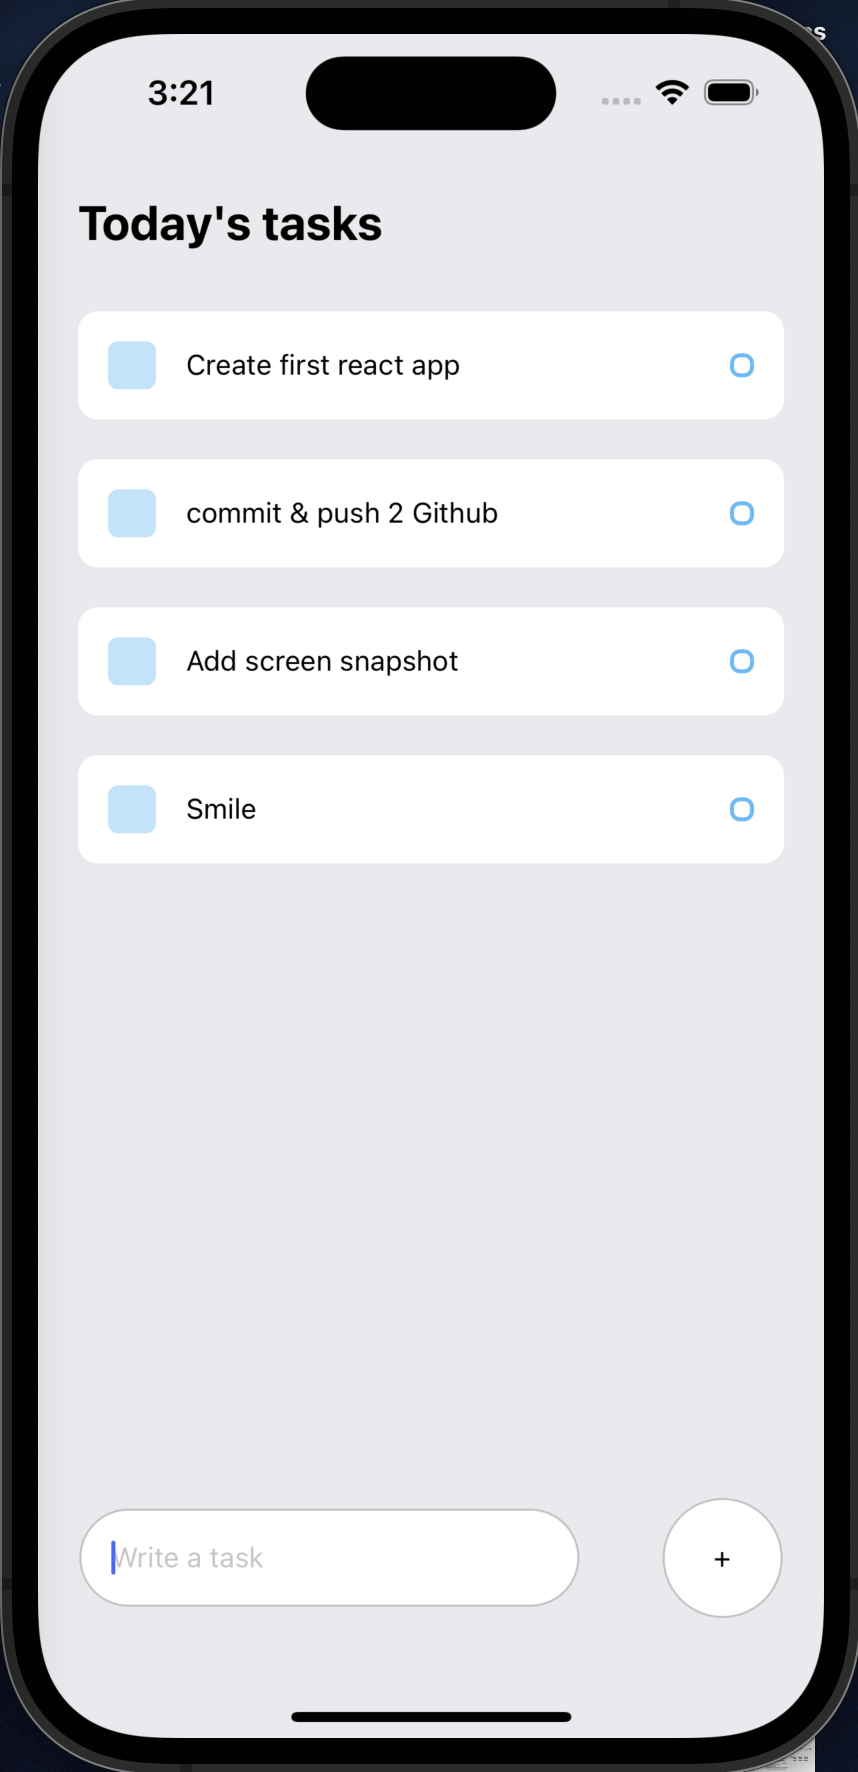 3:21
Today's tasks
Create first react app
commit & push 2 Github
Add screen snapshot
Smile
Write a task
+